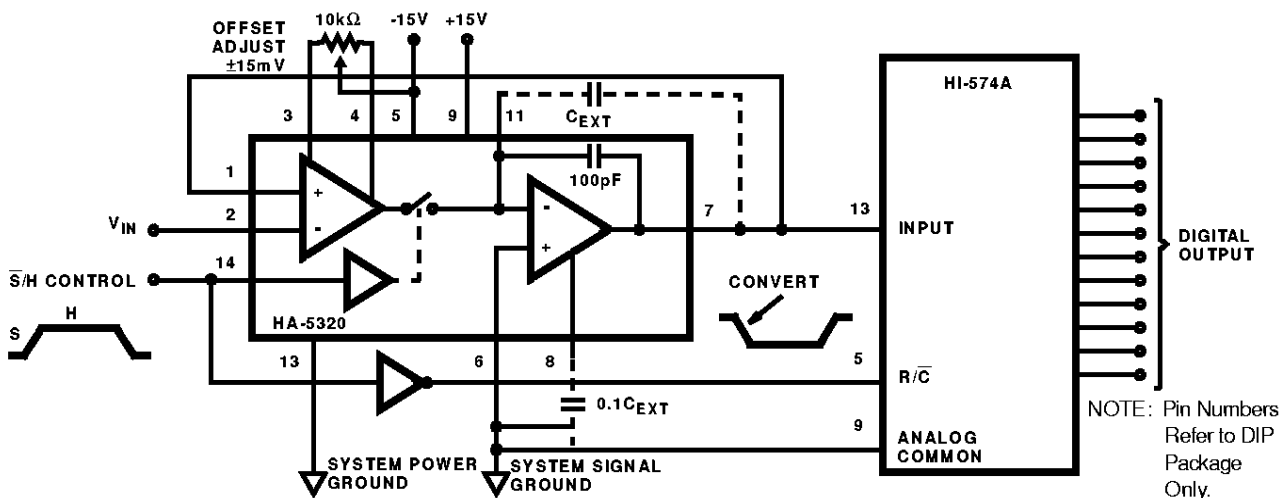 10kΩ
-15V
+15V
OFFSET
ADJUST
±15mV
HI-574A
3
4
5
9
11
C_EXT
100pF
1
+
-
2
V_IN
-
+
7
13
INPUT
DIGITAL
OUTPUT
S̅/H CONTROL
14
CONVERT
S
H
HA-5320
13
6
8
5
R/C̅
0.1C_EXT
9
ANALOG
COMMON
SYSTEM POWER
GROUND
SYSTEM SIGNAL
GROUND
NOTE: Pin Numbers
Refer to DIP
Package
Only.